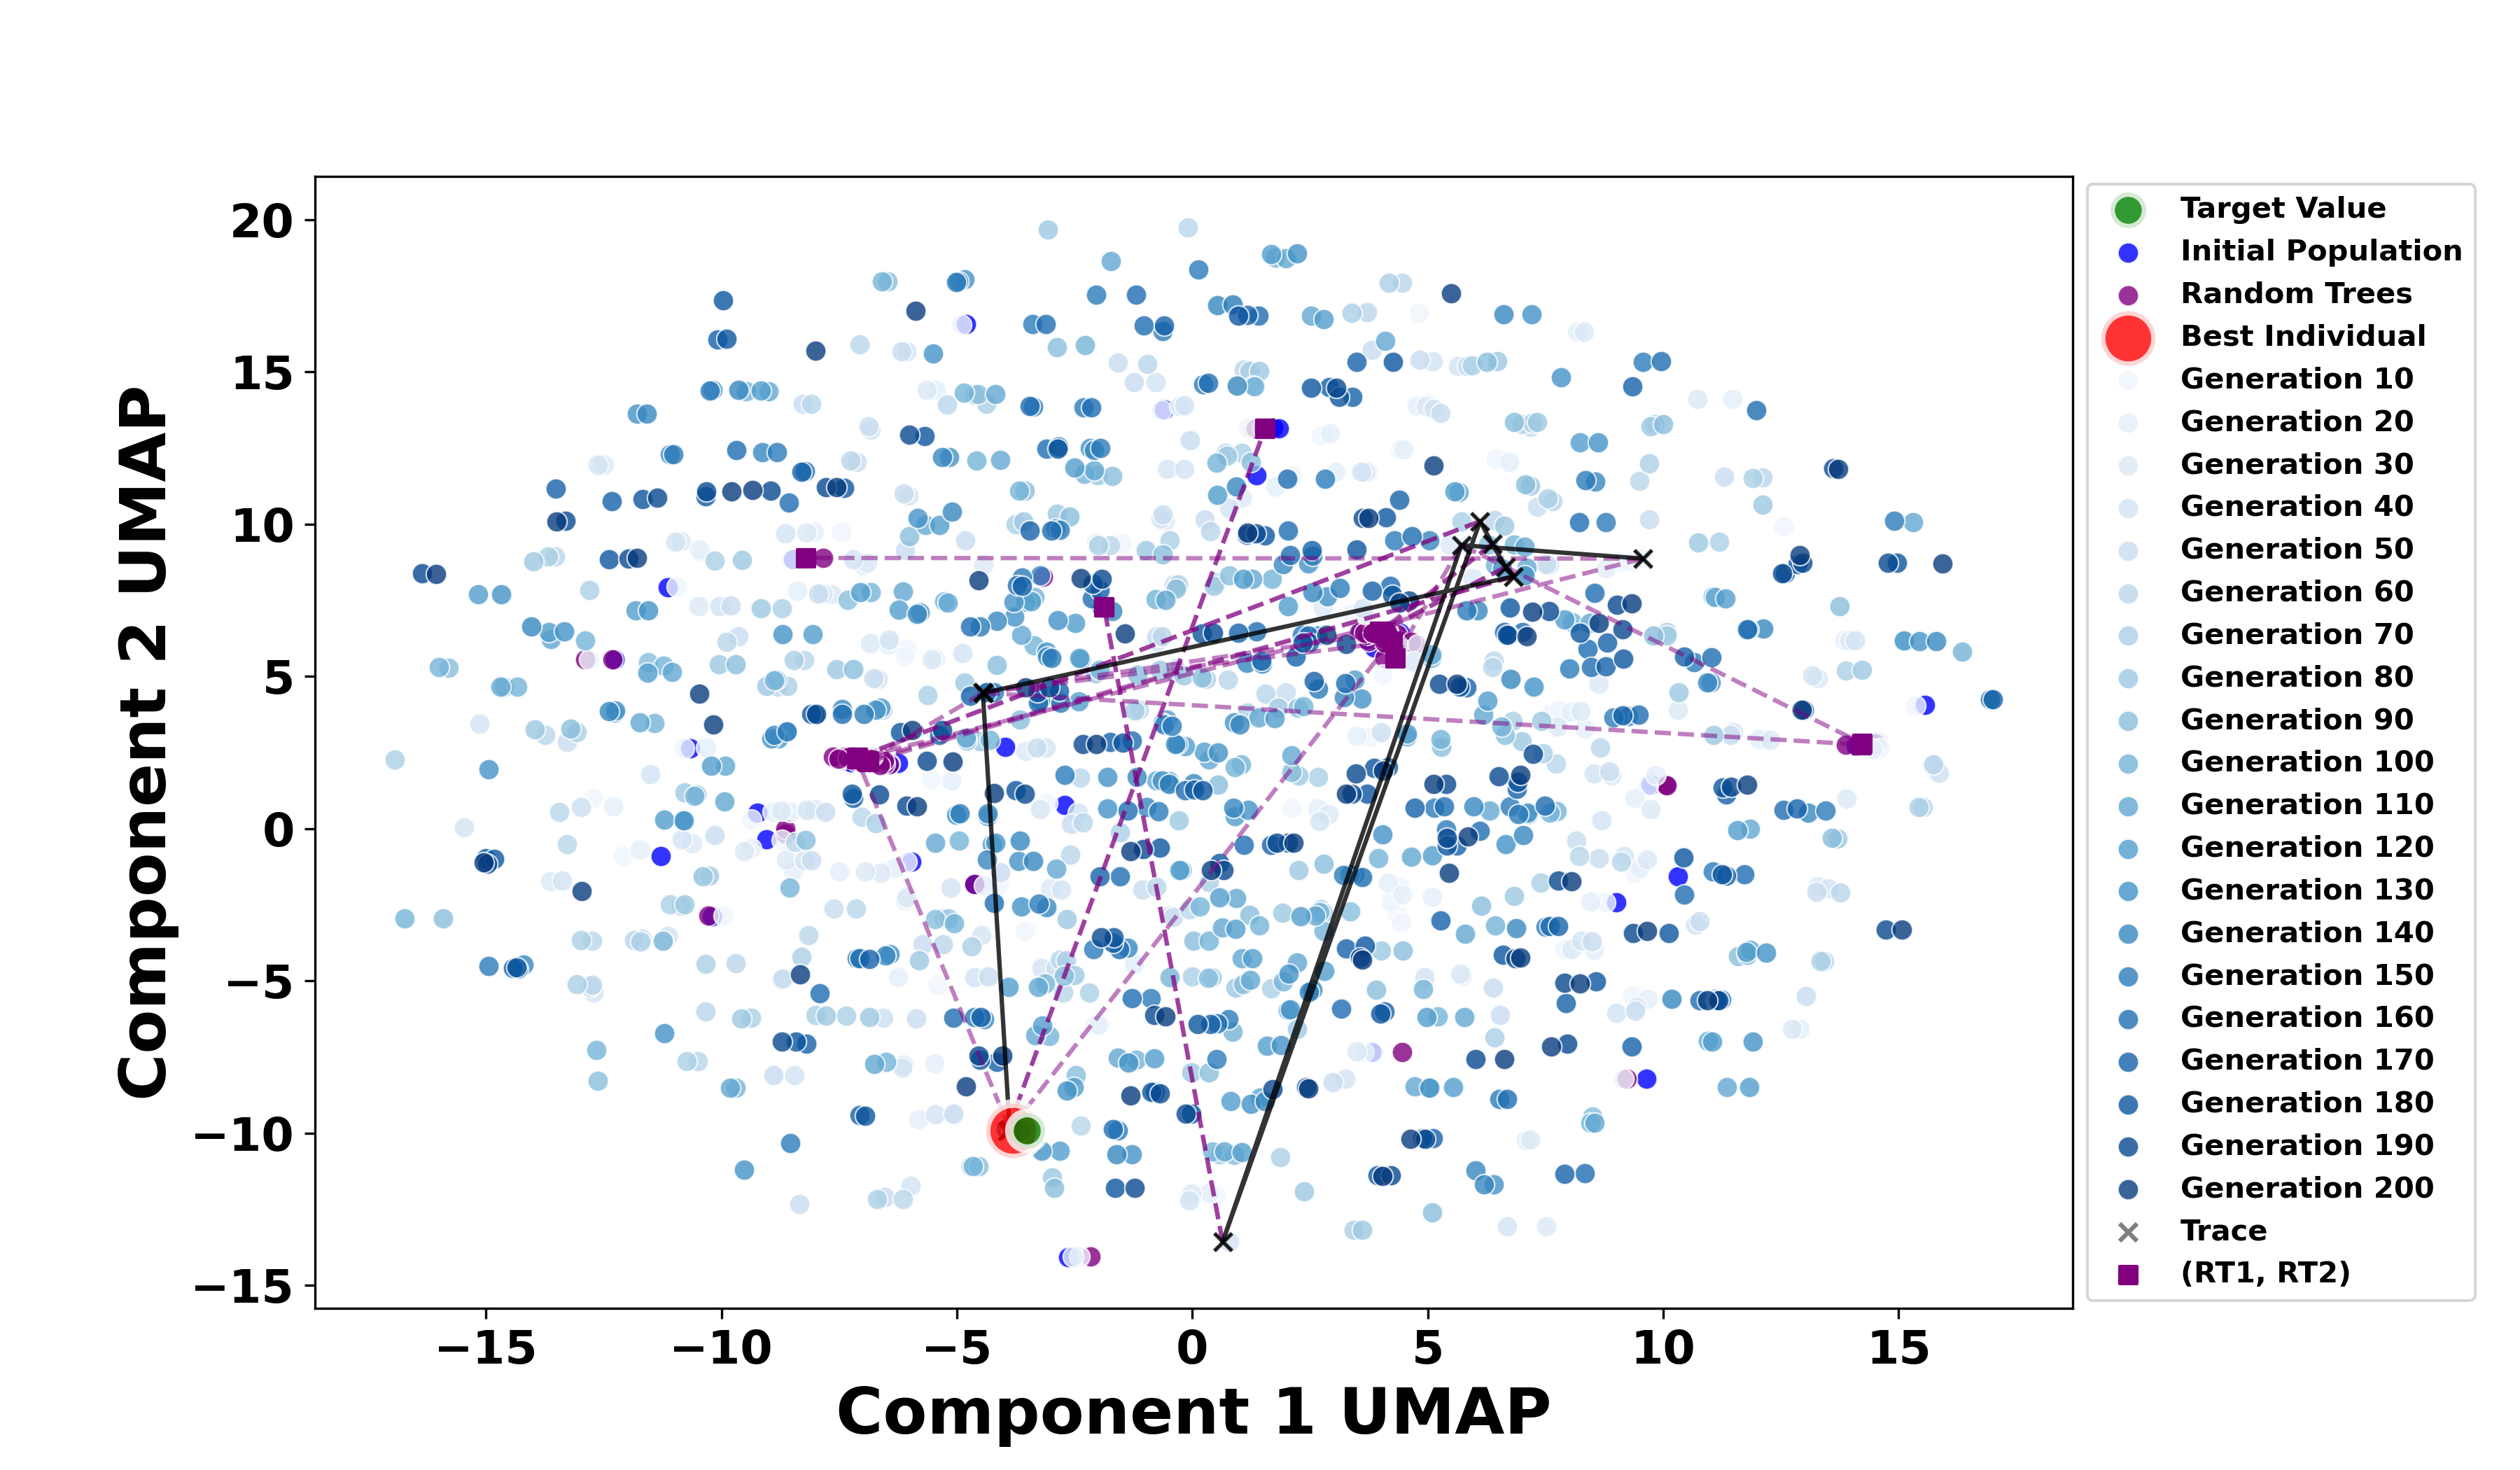 20
15
10
5
0
−5
−10
−15
Component 2 UMAP
−15
−10
−5
0
5
10
15
Component 1 UMAP
Target Value
Initial Population
Random Trees
Best Individual
Generation 10
Generation 20
Generation 30
Generation 40
Generation 50
Generation 60
Generation 70
Generation 80
Generation 90
Generation 100
Generation 110
Generation 120
Generation 130
Generation 140
Generation 150
Generation 160
Generation 170
Generation 180
Generation 190
Generation 200
Trace
(RT1, RT2)